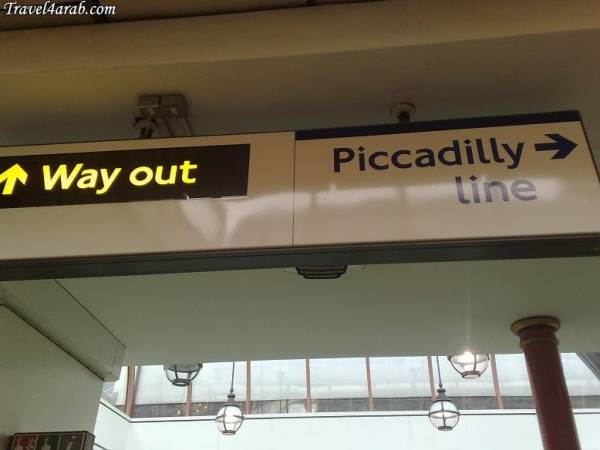 Travel4arab.com
↑ Way out
Piccadilly →
line